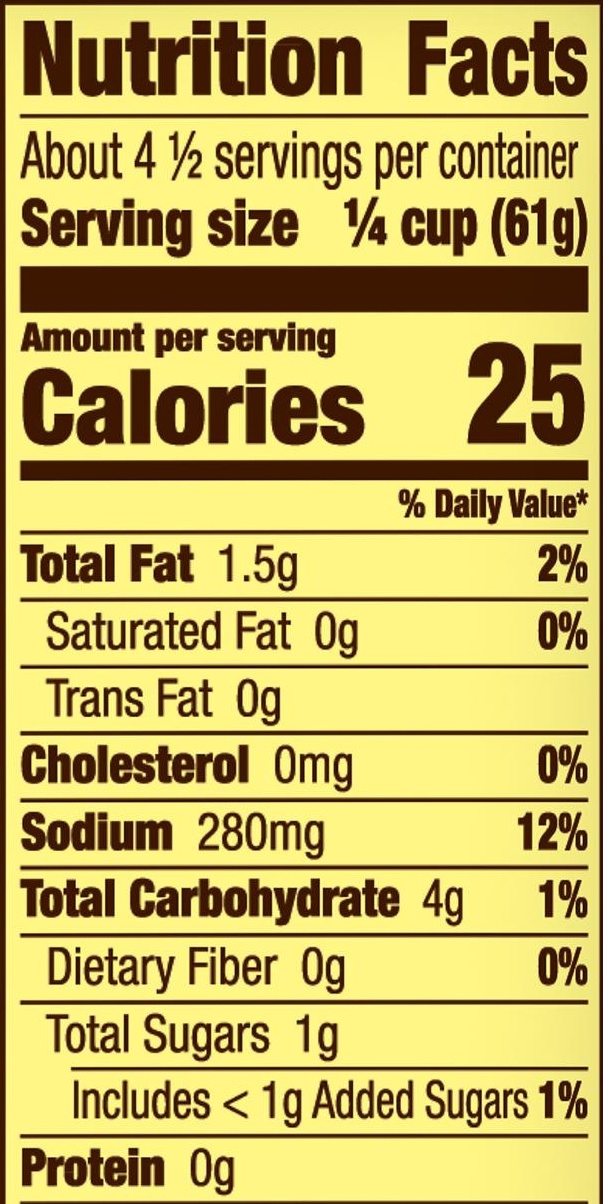 Nutrition Facts
About 4 ½ servings per container
Serving size ¼ cup (61g)
Amount per serving
Calories 25
% Daily Value*
Total Fat 1.5g 2%
Saturated Fat 0g 0%
Trans Fat 0g
Cholesterol 0mg 0%
Sodium 280mg 12%
Total Carbohydrate 4g 1%
Dietary Fiber 0g 0%
Total Sugars 1g
Includes < 1g Added Sugars 1%
Protein 0g